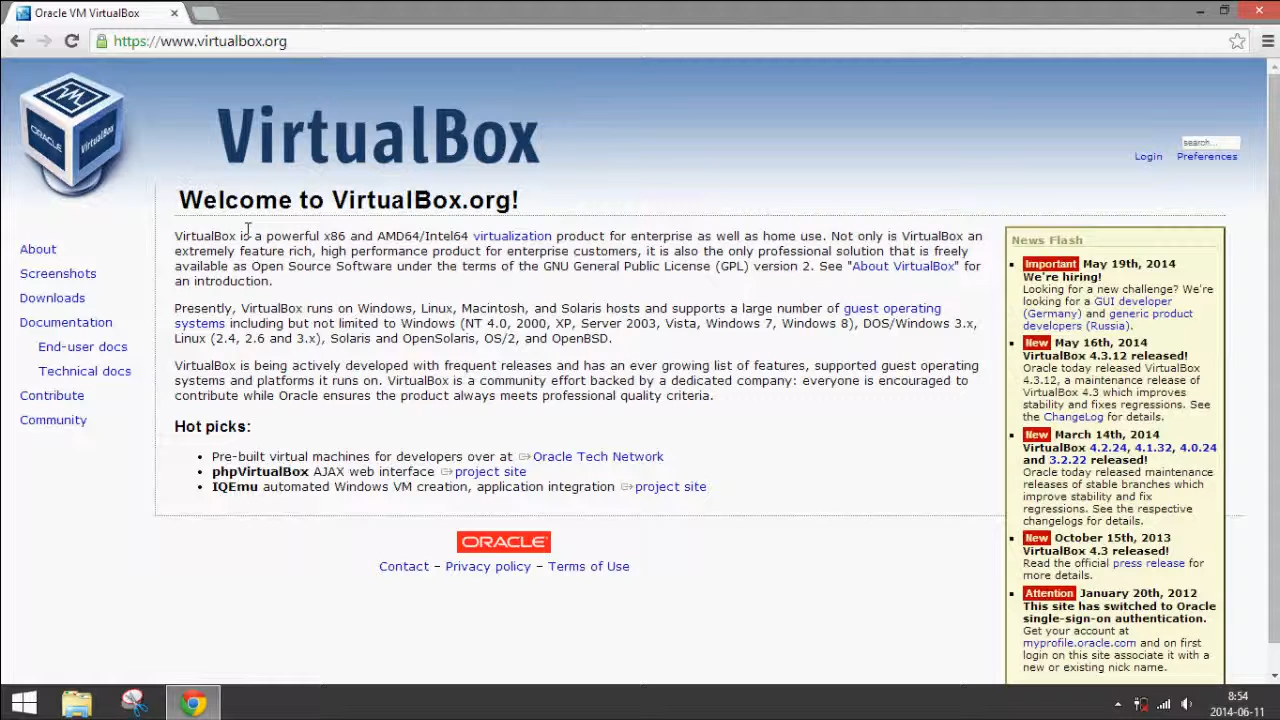 Oracle VM VirtualBox
https://www.virtualbox.org
ORACLE
VirtualBox
VirtualBox
search...
Login Preferences
Welcome to VirtualBox.org!
About
Screenshots
Downloads
Documentation
End-user docs
Technical docs
Contribute
Community
VirtualBox is a powerful x86 and AMD64/Intel64 virtualization product for enterprise as well as home use. Not only is VirtualBox an
extremely feature rich, high performance product for enterprise customers, it is also the only professional solution that is freely
available as Open Source Software under the terms of the GNU General Public License (GPL) version 2. See "About VirtualBox" for
an introduction.
Presently, VirtualBox runs on Windows, Linux, Macintosh, and Solaris hosts and supports a large number of guest operating
systems including but not limited to Windows (NT 4.0, 2000, XP, Server 2003, Vista, Windows 7, Windows 8), DOS/Windows 3.x,
Linux (2.4, 2.6 and 3.x), Solaris and OpenSolaris, OS/2, and OpenBSD.
VirtualBox is being actively developed with frequent releases and has an ever growing list of features, supported guest operating
systems and platforms it runs on. VirtualBox is a community effort backed by a dedicated company: everyone is encouraged to
contribute while Oracle ensures the product always meets professional quality criteria.
Hot picks:
• Pre-built virtual machines for developers over at Oracle Tech Network
• phpVirtualBox AJAX web interface project site
• IQEmu automated Windows VM creation, application integration project site
ORACLE
Contact – Privacy policy – Terms of Use
News Flash
Important May 19th, 2014
We're hiring!
Looking for a new challenge? We're
looking for a GUI developer
(Germany) and generic product
developers (Russia).
New May 16th, 2014
VirtualBox 4.3.12 released!
Oracle today released VirtualBox
4.3.12, a maintenance release of
VirtualBox 4.3 which improves
stability and fixes regressions. See
the ChangeLog for details.
New March 14th, 2014
VirtualBox 4.2.24, 4.1.32, 4.0.24
and 3.2.22 released!
Oracle today released maintenance
releases of stable branches which
improve stability and fix
regressions. See the respective
changelogs for details.
New October 15th, 2013
VirtualBox 4.3 released!
Read the official press release for
more details.
Attention January 20th, 2012
This site has switched to Oracle
single-sign-on authentication.
Get your account at
myprofile.oracle.com and on first
login on this site associate it with a
new or existing nick name.
8:54
2014-06-11